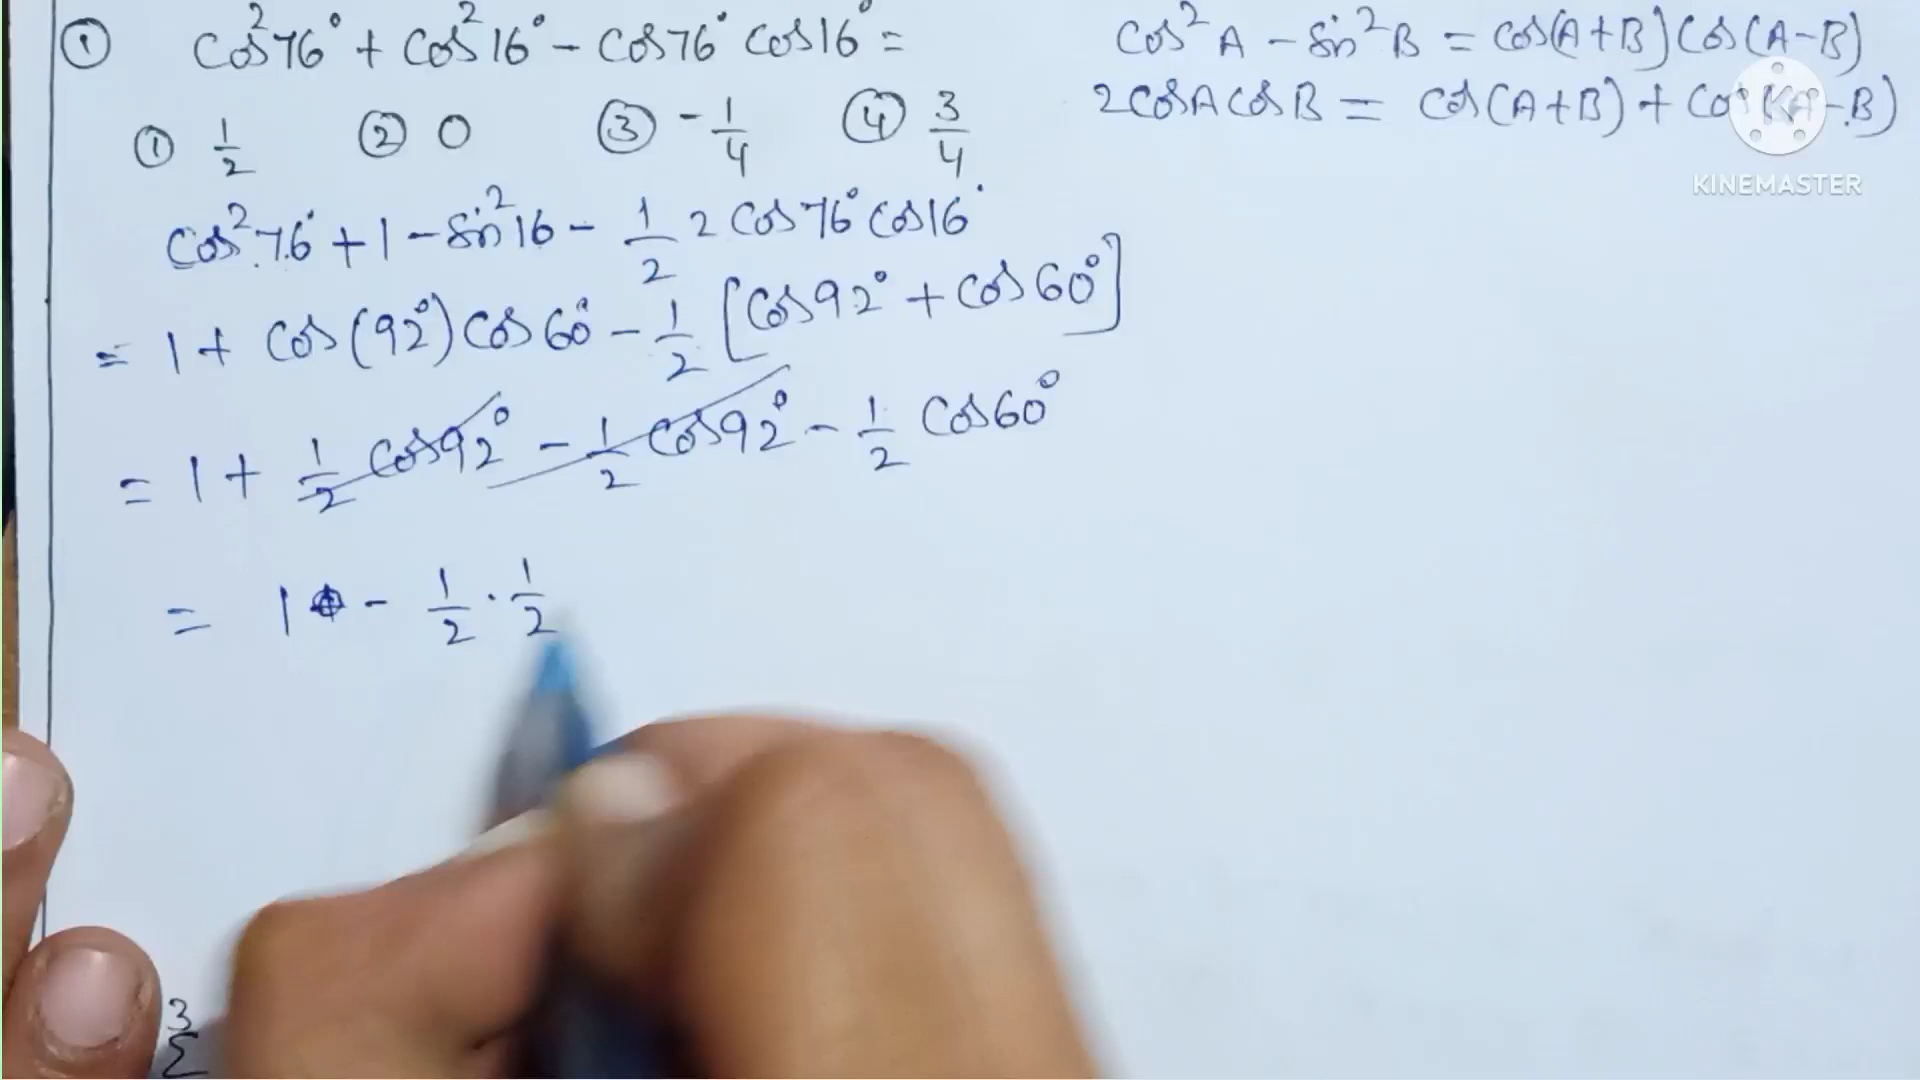 ① cos²76° + cos²16° - cos76° cos16° =
① 1/2 ② 0 ③ -1/4 ④ 3/4
cos²A - sin²B = cos(A+B)cos(A-B)
2cosAcosB = cos(A+B) + cos(A-B)
KINEMASTER
cos²76° + 1 - sin²16 - 1/2 2cos76°cos16°
= 1 + cos(92°)cos60° - 1/2 [cos92° + cos60°]
= 1 + 1/2 cos92° - 1/2 cos92° - 1/2 cos60°
= 1 - 1/2 · 1/2
3
Σ